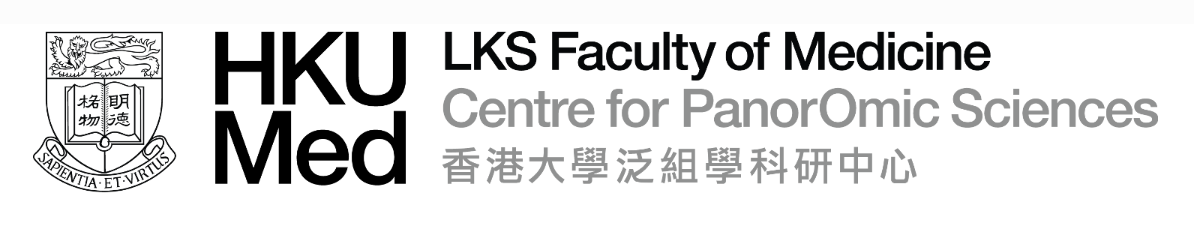 明德
格物
SAPIENTIA·ET·VIRTUS
HKU
Med
LKS Faculty of Medicine
Centre for PanorOmic Sciences
香港大學泛組學科研中心